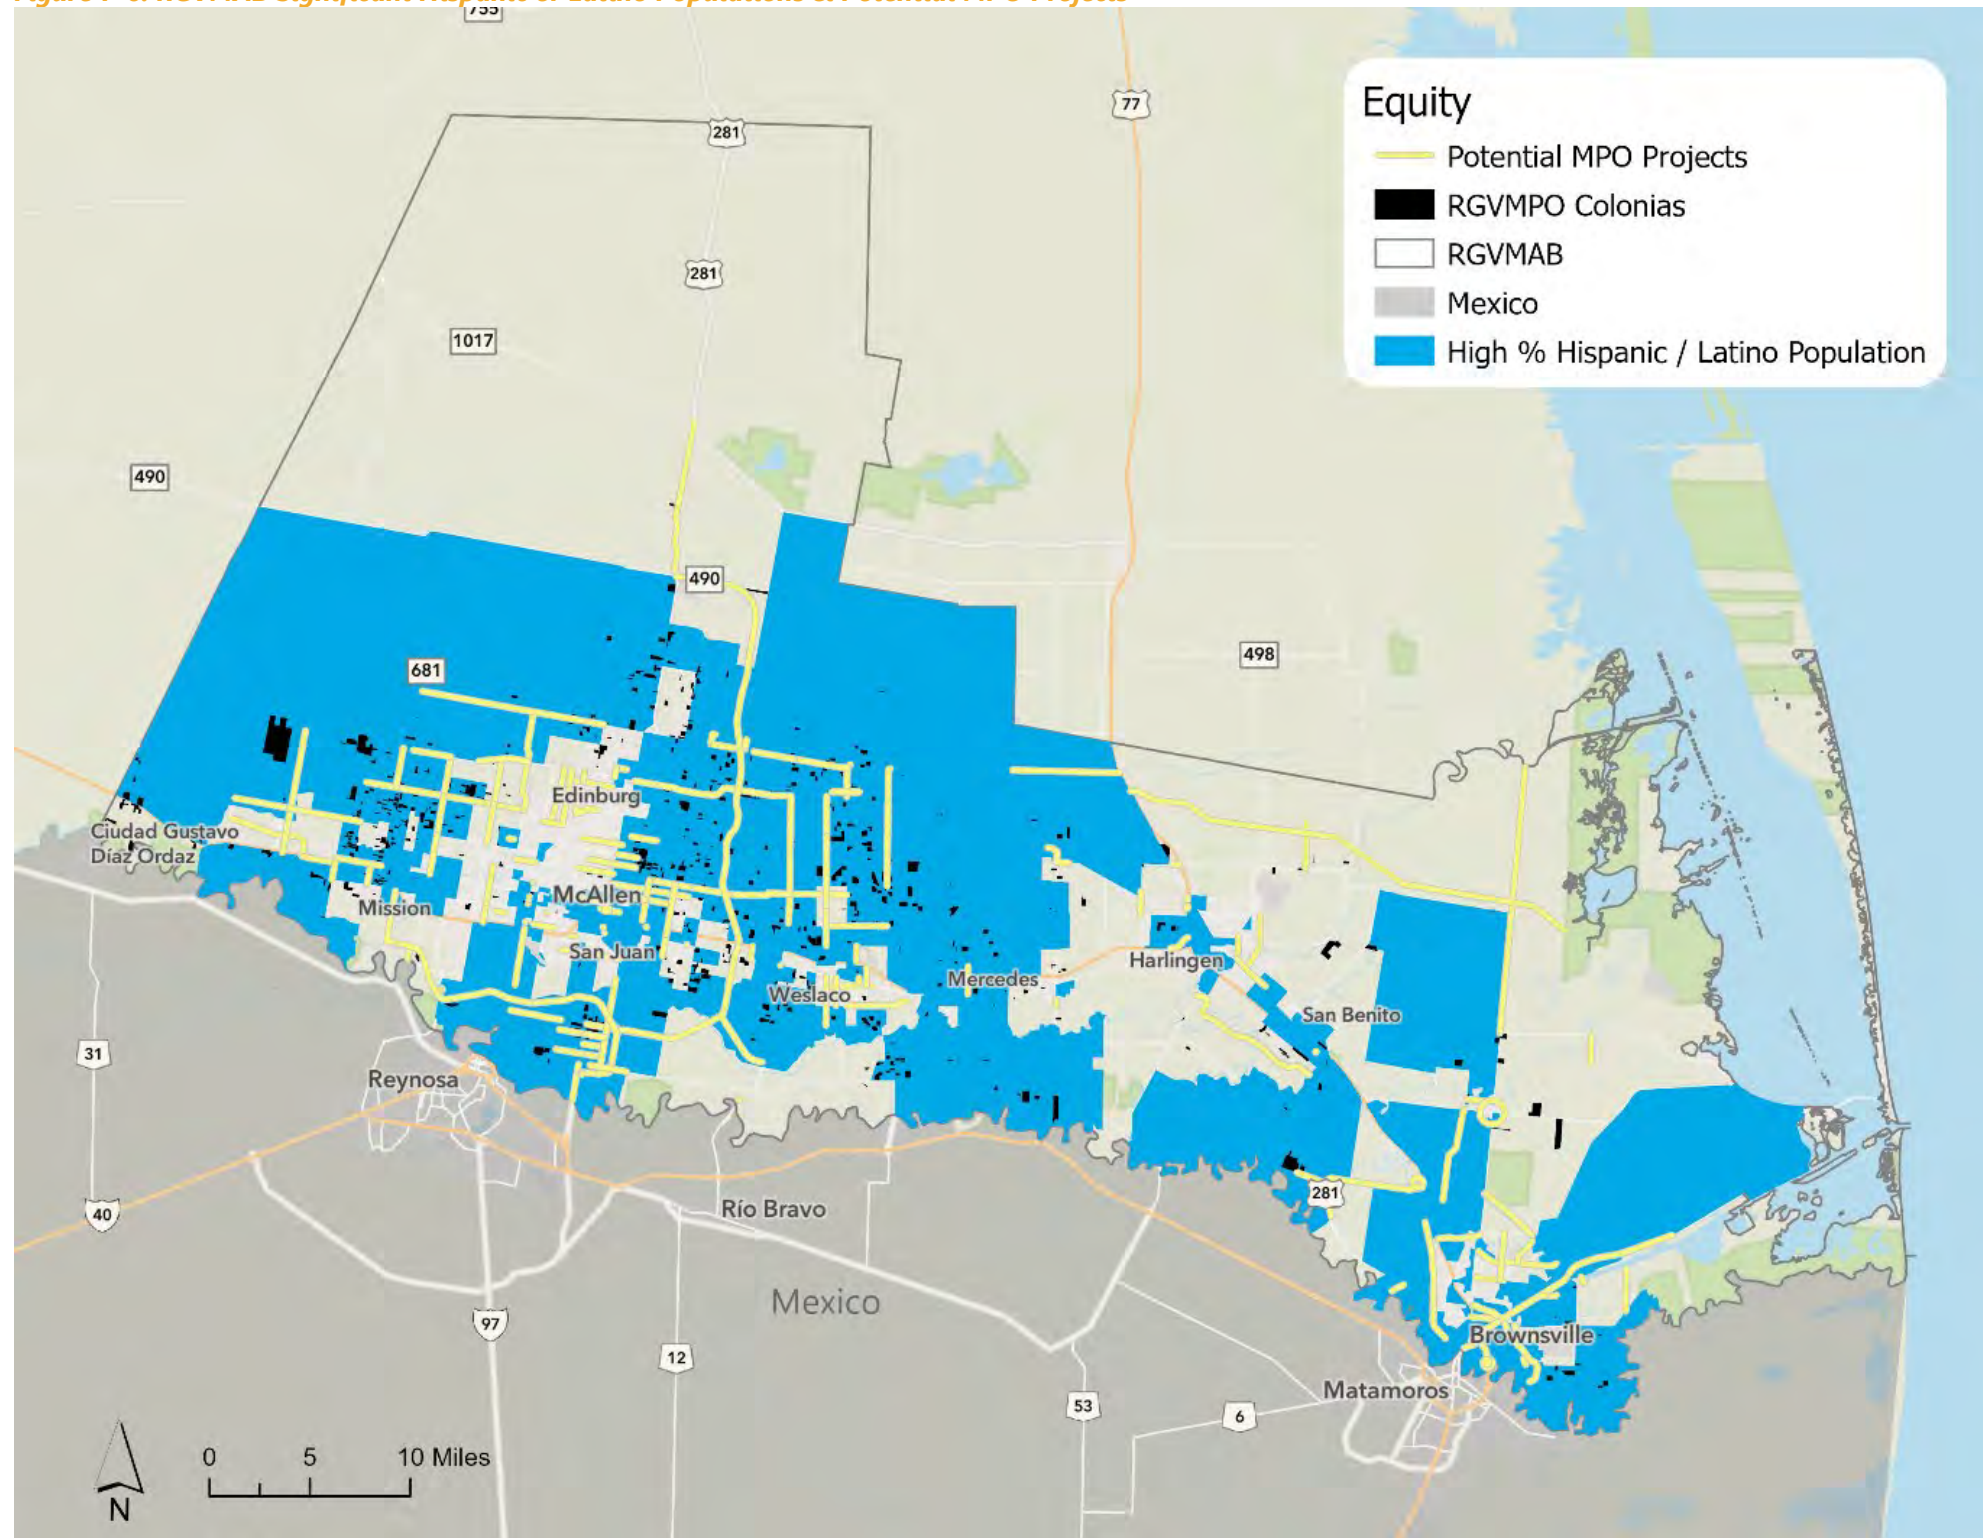 755
281
77
Equity
Potential MPO Projects
RGVMPO Colonias
RGVMAB
Mexico
High % Hispanic / Latino Population
281
1017
490
490
498
681
Edinburg
Ciudad Gustavo
Díaz Ordaz
McAllen
Mission
San Juan
Harlingen
Mercedes
Weslaco
San Benito
31
Reynosa
281
40
Río Bravo
Mexico
97
Brownsville
12
Matamoros
53
6
0 5 10 Miles
N